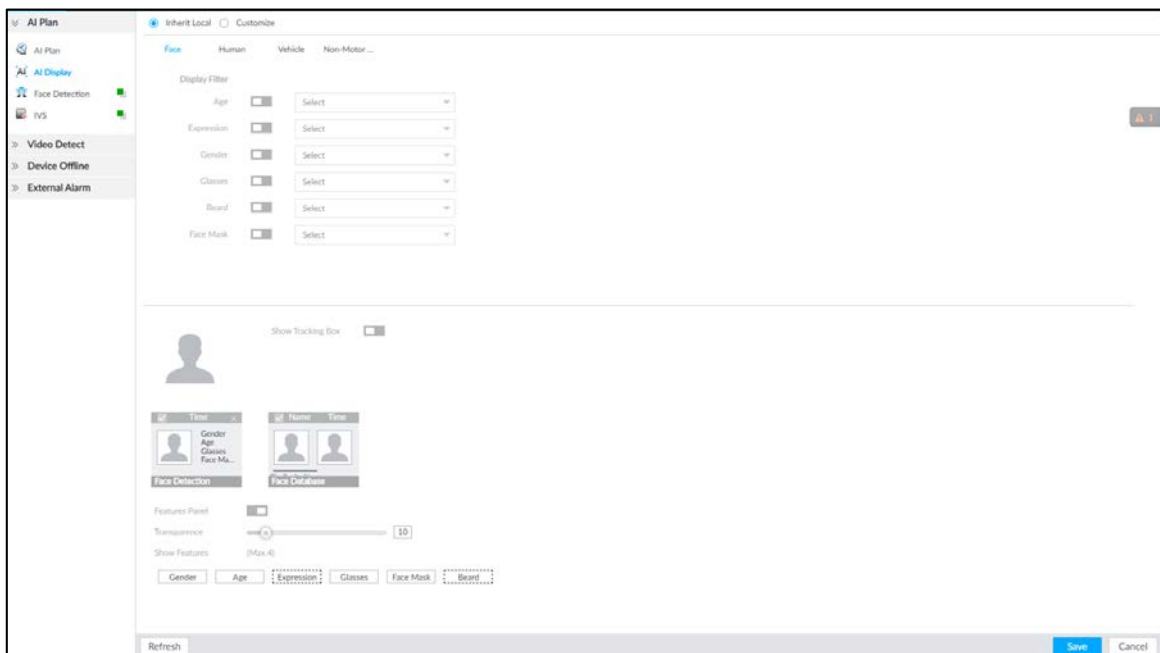 AI Plan
Inherit Local Customize
AI Plan
AI AI Display
Face Detection
IVS
Video Detect
Device Offline
External Alarm
Face Human Vehicle Non-Motor ...
Display Filter
Age Select
Expression Select
Gender Select
Glasses Select
Beard Select
Face Mask Select
1
Show Tracking Box
Time
Gender
Age
Glasses
Face Ma...
Face Detection
Name Time
Face Database
Features Panel
Transparence 10
Show Features (Max.4)
Gender Age Expression Glasses Face Mask Beard
Refresh Save Cancel